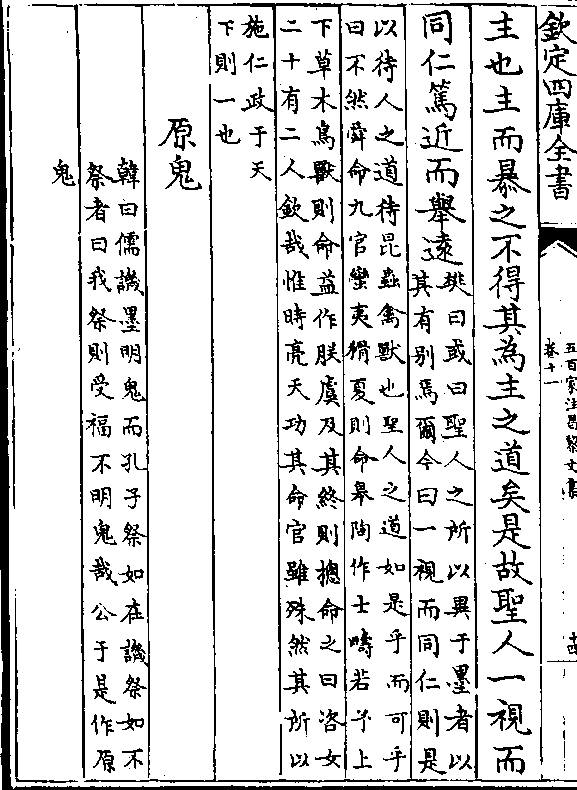 欽定四庫全書
五百家注昌黎文集
卷十一
主也主而暴之不得其為主之道矣是故聖人一視而
同仁篤近而舉遠
樊曰或曰聖人之所以異于墨者以
其有别焉爾今曰一視而同仁則是
以待人之道待昆蟲禽獸也聖人之道如是乎而可乎
曰不然舜命九官蠻夷猾夏則命臯陶作士疇若予上
下草木鳥獸則命益作朕虞及其終則摠命之曰咨女
二十有二人欽哉惟時亮天功其命官雖殊然其所以
施仁政于天
下則一也
原鬼
韓曰儒譏墨明鬼而孔子祭如在譏祭如不
祭者曰我祭則受福不明鬼哉公于是作原
鬼